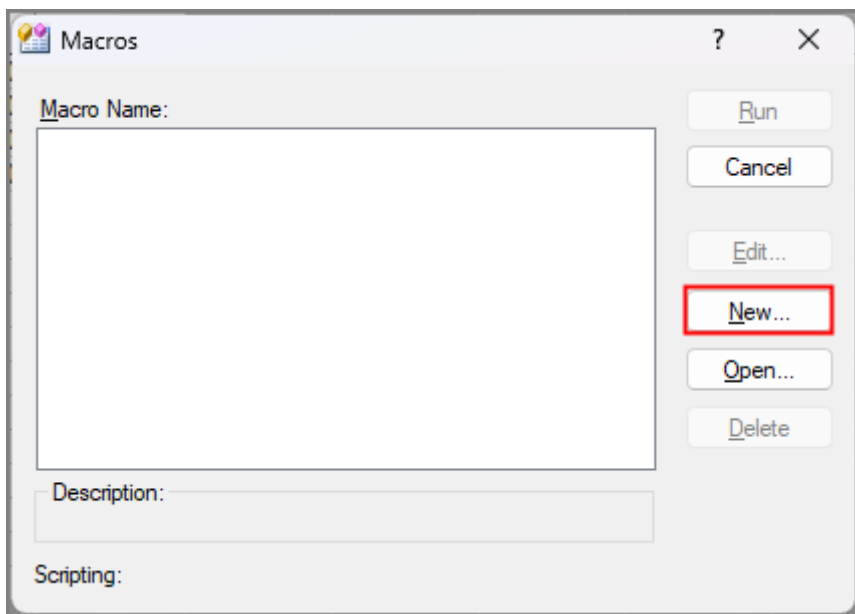 Macros ?
Macro Name:
Run
Cancel
Edit...
New...
Open...
Delete
Description:
Scripting: